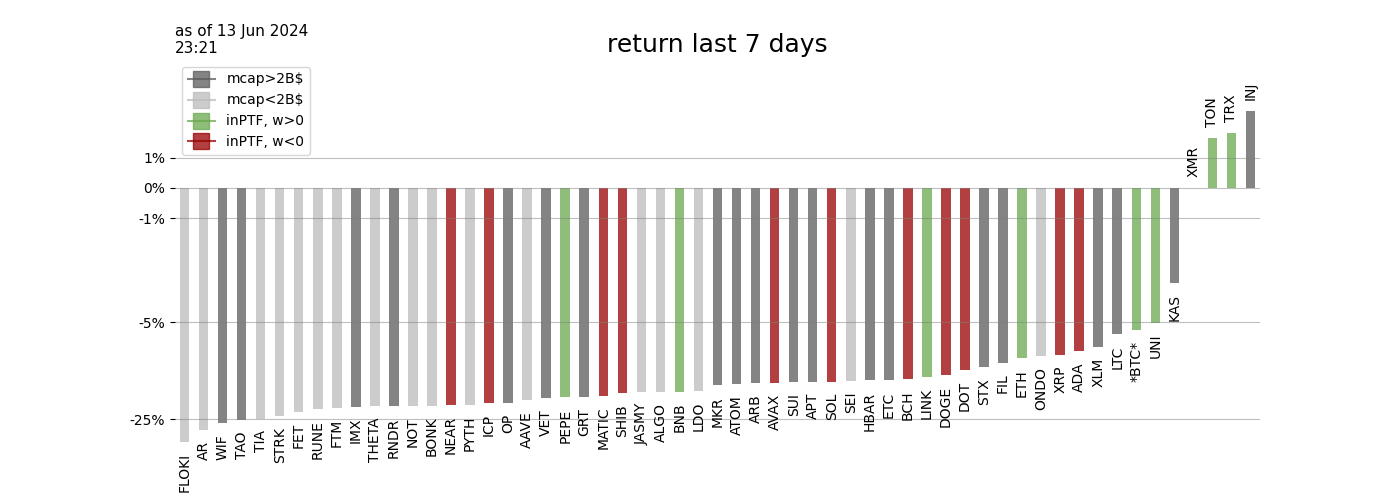 as of 13 Jun 2024
23:21
return last 7 days
mcap>2B$
mcap<2B$
inPTF, w>0
inPTF, w<0
1%
0%
-1%
-5%
-25%
FLOKI
AR
WIF
TAO
TIA
STRK
FET
RUNE
FTM
IMX
THETA
RNDR
NOT
BONK
NEAR
PYTH
ICP
OP
AAVE
VET
PEPE
GRT
MATIC
SHIB
JASMY
ALGO
BNB
LDO
MKR
ATOM
ARB
AVAX
SUI
APT
SOL
SEI
HBAR
ETC
BCH
LINK
DOGE
DOT
STX
FIL
ETH
ONDO
XRP
ADA
XLM
LTC
*BTC*
UNI
KAS
XMR
TON
TRX
INJ